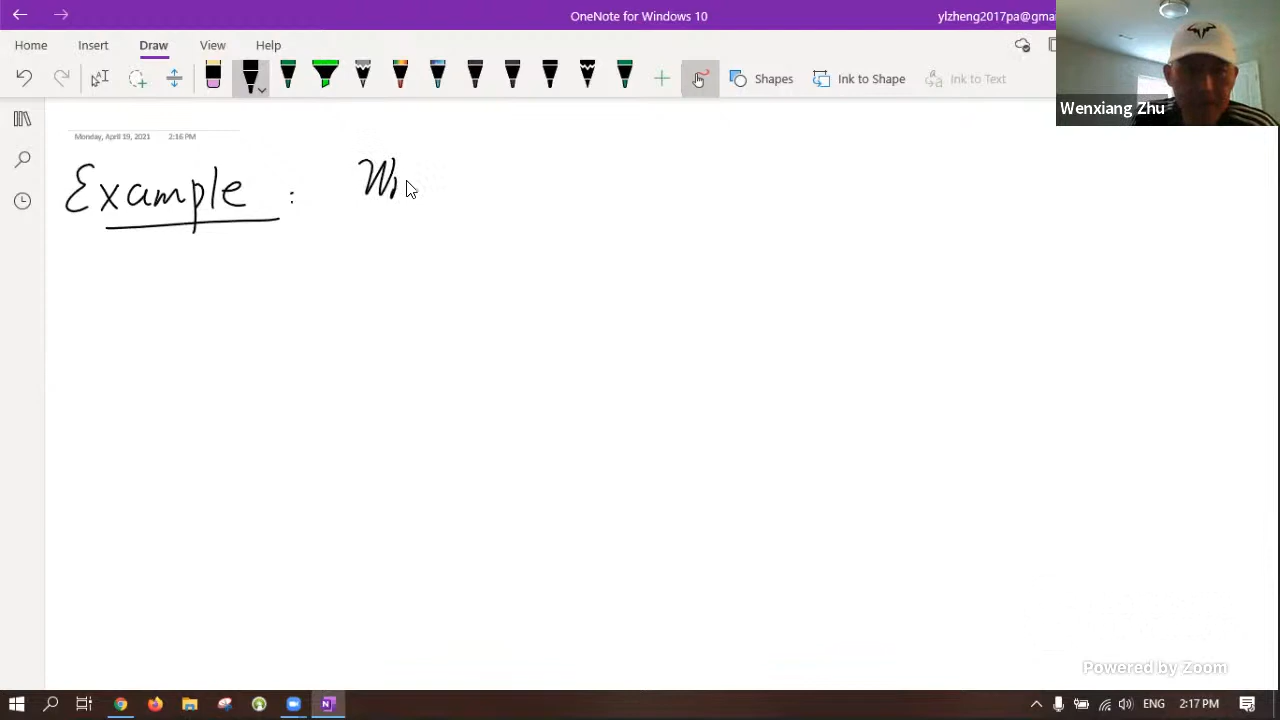 OneNote for Windows 10
ylzheng2017pa@gma
Home Insert Draw View Help
Shapes Ink to Shape Ink to Text
Wenxiang Zhu
Monday, April 19, 2021 2:16 PM
Example : Wi
Powered by Zoom
ENG 2:17 PM